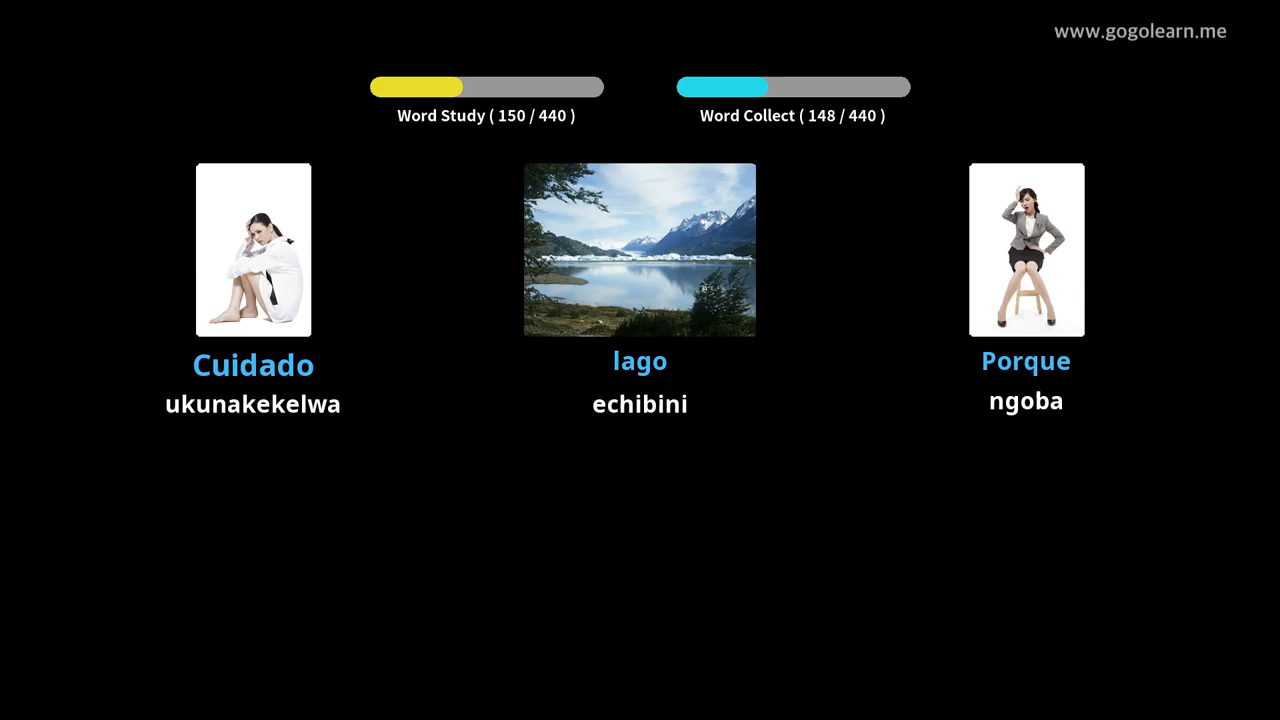 www.gogolearn.me
Word Study ( 150 / 440 )
Word Collect ( 148 / 440 )
Cuidado
lago
Porque
ukunakekelwa
echibini
ngoba